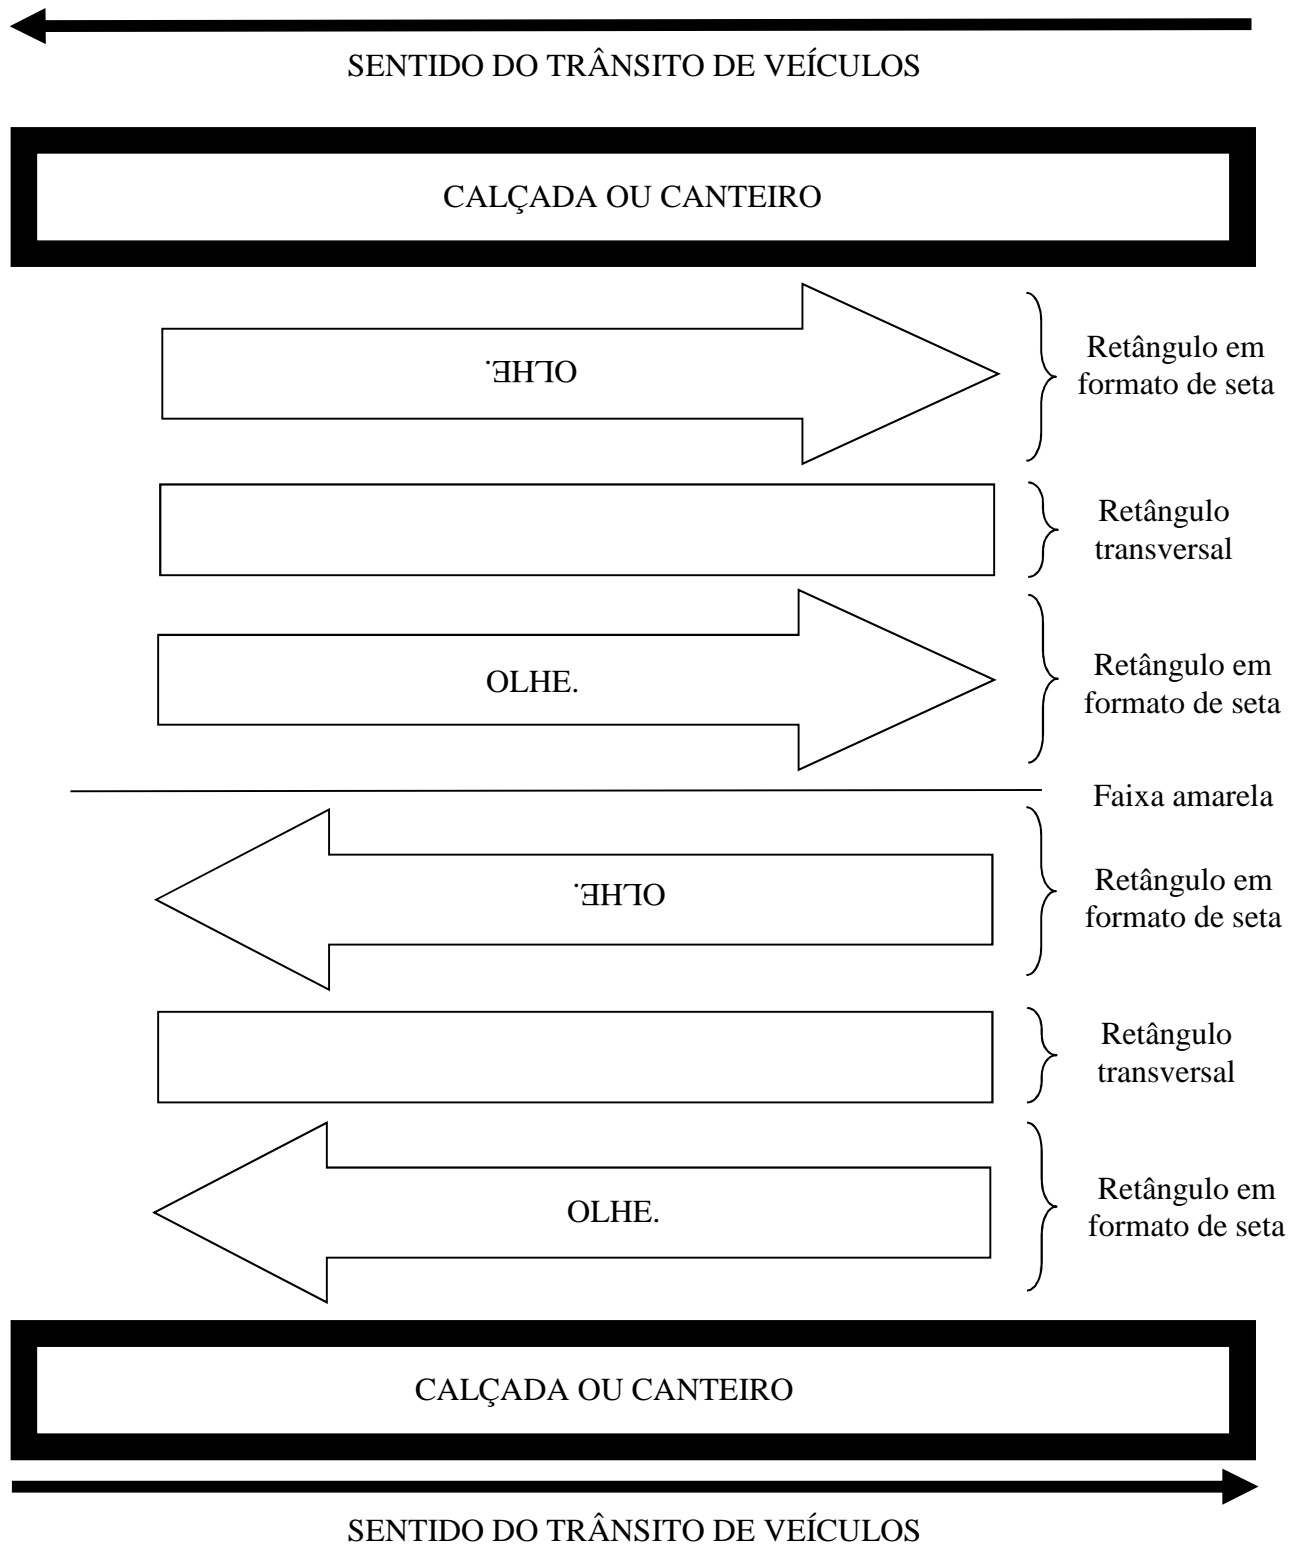 SENTIDO DO TRÂNSITO DE VEÍCULOS
CALÇADA OU CANTEIRO
OLHE.
Retângulo em
formato de seta
Retângulo
transversal
OLHE.
Retângulo em
formato de seta
Faixa amarela
OLHE.
Retângulo em
formato de seta
Retângulo
transversal
OLHE.
Retângulo em
formato de seta
CALÇADA OU CANTEIRO
SENTIDO DO TRÂNSITO DE VEÍCULOS